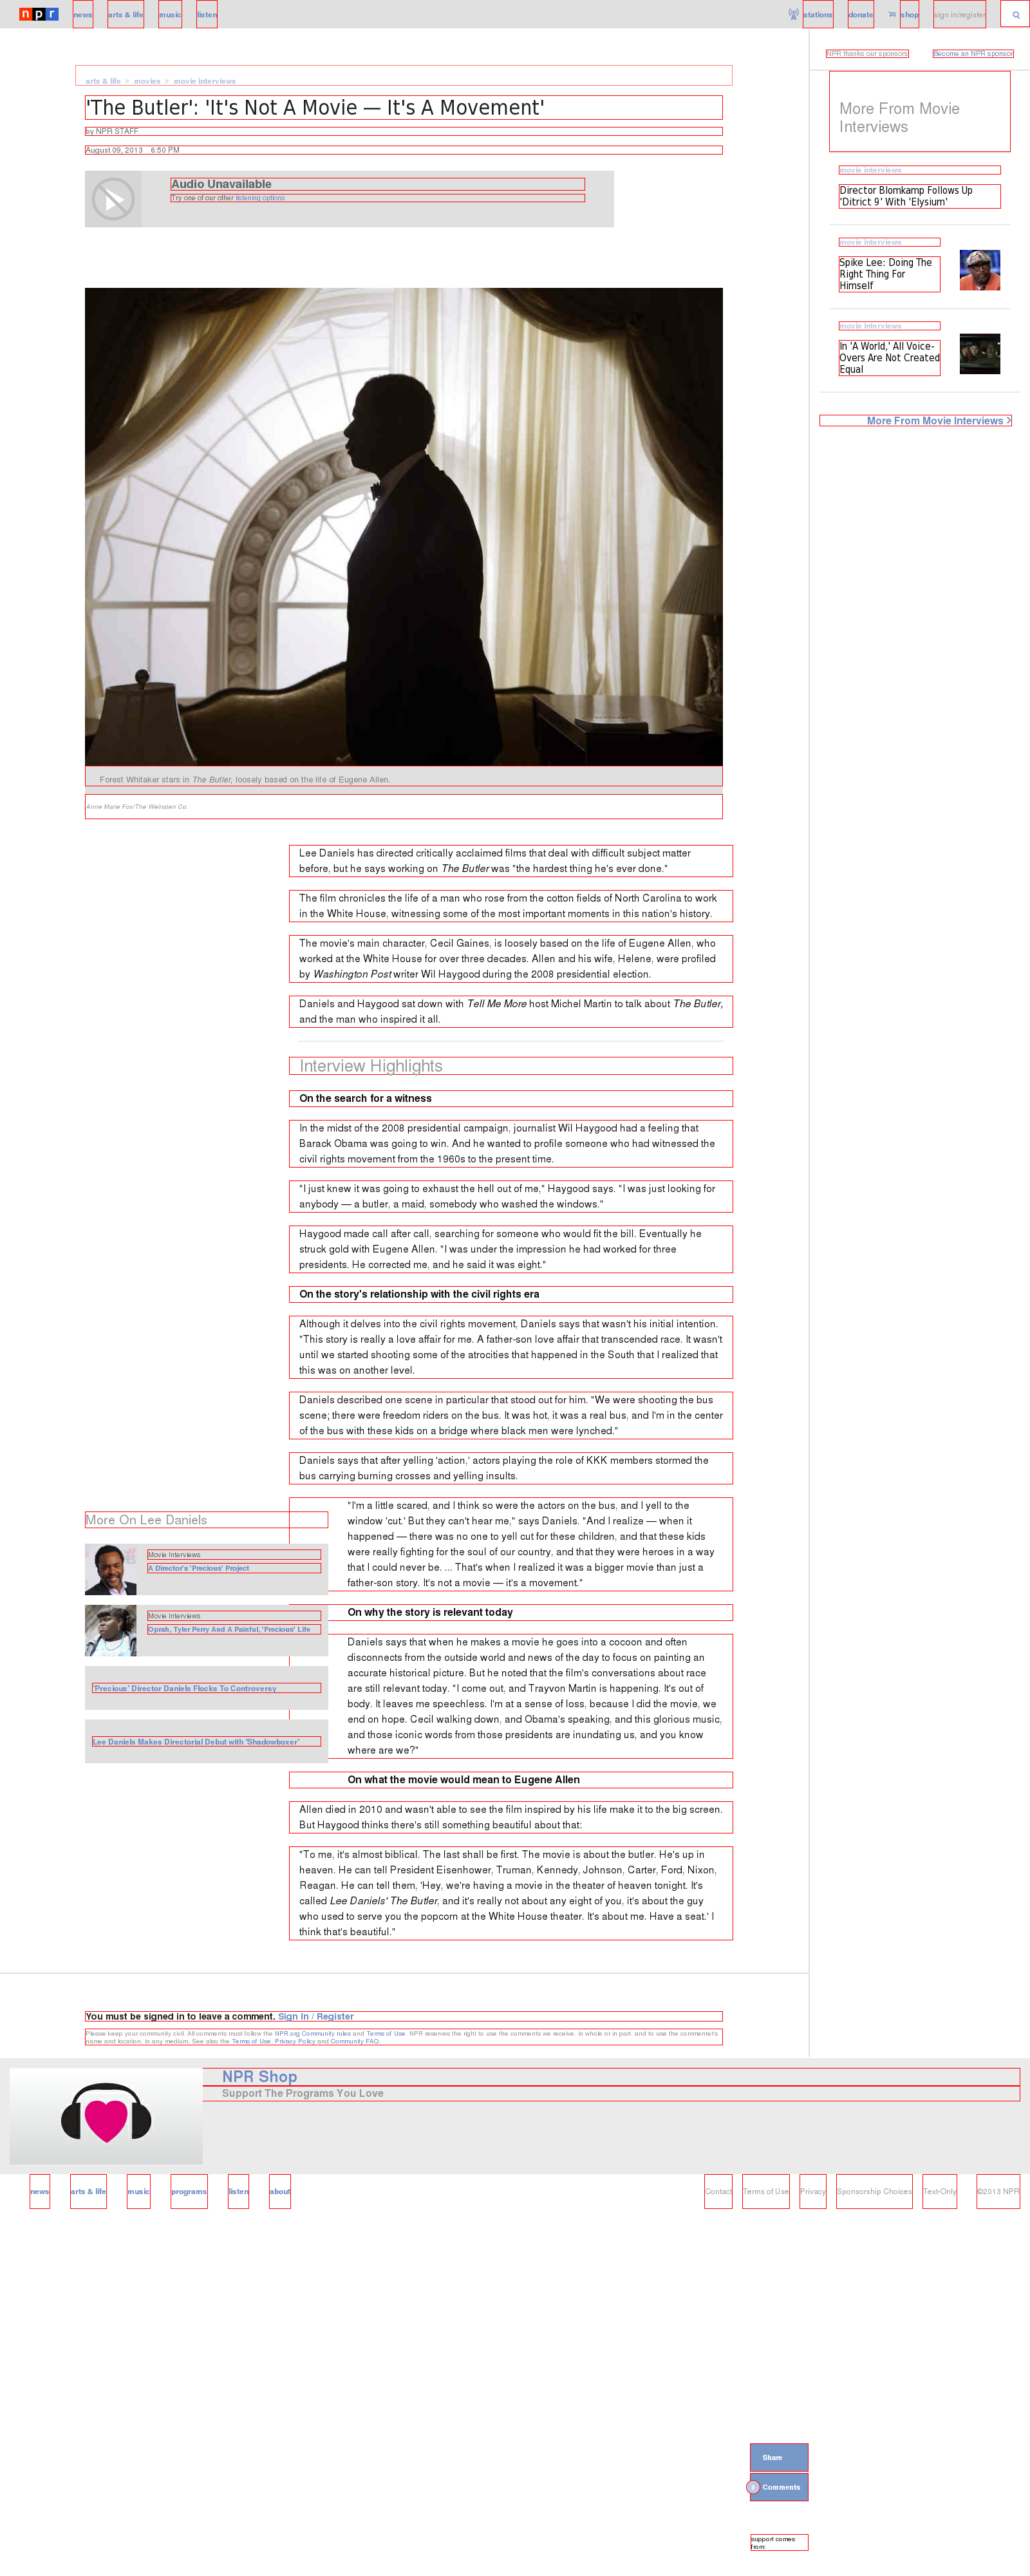 npr news arts & life music listen stations donate shop sign in/register
NPR thanks our sponsors Become an NPR sponsor
arts & life > movies > movie interviews
'The Butler': 'It's Not A Movie — It's A Movement'
by NPR STAFF
August 09, 2013 6:50 PM
Audio Unavailable
Try one of our other listening options
Forest Whitaker stars in The Butler, loosely based on the life of Eugene Allen.
Anne Marie Fox/The Weinsten Co.
Lee Daniels has directed critically acclaimed films that deal with difficult subject matter
before, but he says working on The Butler was "the hardest thing he's ever done."
The film chronicles the life of a man who rose from the cotton fields of North Carolina to work
in the White House, witnessing some of the most important moments in this nation's history.
The movie's main character, Cecil Gaines, is loosely based on the life of Eugene Allen, who
worked at the White House for over three decades. Allen and his wife, Helene, were profiled
by Washington Post writer Wil Haygood during the 2008 presidential election.
Daniels and Haygood sat down with Tell Me More host Michel Martin to talk about The Butler,
and the man who inspired it all.
Interview Highlights
On the search for a witness
In the midst of the 2008 presidential campaign, journalist Wil Haygood had a feeling that
Barack Obama was going to win. And he wanted to profile someone who had witnessed the
civil rights movement from the 1960s to the present time.
"I just knew it was going to exhaust the hell out of me," Haygood says. "I was just looking for
anybody — a butler, a maid, somebody who washed the windows."
Haygood made call after call, searching for someone who would fit the bill. Eventually he
struck gold with Eugene Allen. "I was under the impression he had worked for three
presidents. He corrected me, and he said it was eight."
On the story's relationship with the civil rights era
Although it delves into the civil rights movement, Daniels says that wasn't his initial intention.
"This story is really a love affair for me. A father-son love affair that transcended race. It wasn't
until we started shooting some of the atrocities that happened in the South that I realized that
this was on another level.
Daniels described one scene in particular that stood out for him. "We were shooting the bus
scene; there were freedom riders on the bus. It was hot, it was a real bus, and I'm in the center
of the bus with these kids on a bridge where black men were lynched."
Daniels says that after yelling 'action,' actors playing the role of KKK members stormed the
bus carrying burning crosses and yelling insults.
"I'm a little scared, and I think so were the actors on the bus, and I yell to the
window 'cut.' But they can't hear me," says Daniels. "And I realize — when it
happened — there was no one to yell cut for these children, and that these kids
were really fighting for the soul of our country, and that they were heroes in a way
that I could never be. ... That's when I realized it was a bigger movie than just a
father-son story. It's not a movie — it's a movement."
On why the story is relevant today
Daniels says that when he makes a movie he goes into a cocoon and often
disconnects from the outside world and news of the day to focus on painting an
accurate historical picture. But he noted that the film's conversations about race
are still relevant today. "I come out, and Trayvon Martin is happening. It's out of
body. It leaves me speechless. I'm at a sense of loss, because I did the movie, we
end on hope. Cecil walking down, and Obama's speaking, and this glorious music,
and those iconic words from those presidents are inundating us, and you know
where are we?"
On what the movie would mean to Eugene Allen
Allen died in 2010 and wasn't able to see the film inspired by his life make it to the big screen.
But Haygood thinks there's still something beautiful about that:
"To me, it's almost biblical. The last shall be first. The movie is about the butler. He's up in
heaven. He can tell President Eisenhower, Truman, Kennedy, Johnson, Carter, Ford, Nixon,
Reagan. He can tell them, 'Hey, we're having a movie in the theater of heaven tonight. It's
called Lee Daniels' The Butler, and it's really not about any eight of you, it's about the guy
who used to serve you the popcorn at the White House theater. It's about me. Have a seat.' I
think that's beautiful."
More On Lee Daniels
Movie Interviews
A Director's 'Precious' Project
Movie Interviews
Oprah, Tyler Perry And A Painful, 'Precious' Life
'Precious' Director Daniels Flocks To Controversy
Lee Daniels Makes Directorial Debut with 'Shadowboxer'
More From Movie
Interviews
movie interviews
Director Blomkamp Follows Up
'Ditrict 9' With 'Elysium'
movie interviews
Spike Lee: Doing The
Right Thing For
Himself
movie interviews
In 'A World,' All Voice-
Overs Are Not Created
Equal
More From Movie Interviews >
You must be signed in to leave a comment. Sign In / Register
Please keep your community civil. All comments must follow the NPR.org Community rules and Terms of Use. NPR reserves the right to use the comments we receive, in whole or in part, and to use the commenter's
name and location, in any medium. See also the Terms of Use, Privacy Policy and Community FAQ.
NPR Shop
Support The Programs You Love
news arts & life music programs listen about Contact Terms of Use Privacy Sponsorship Choices Text-Only ©2013 NPR
Share
Comments
support comes
from: